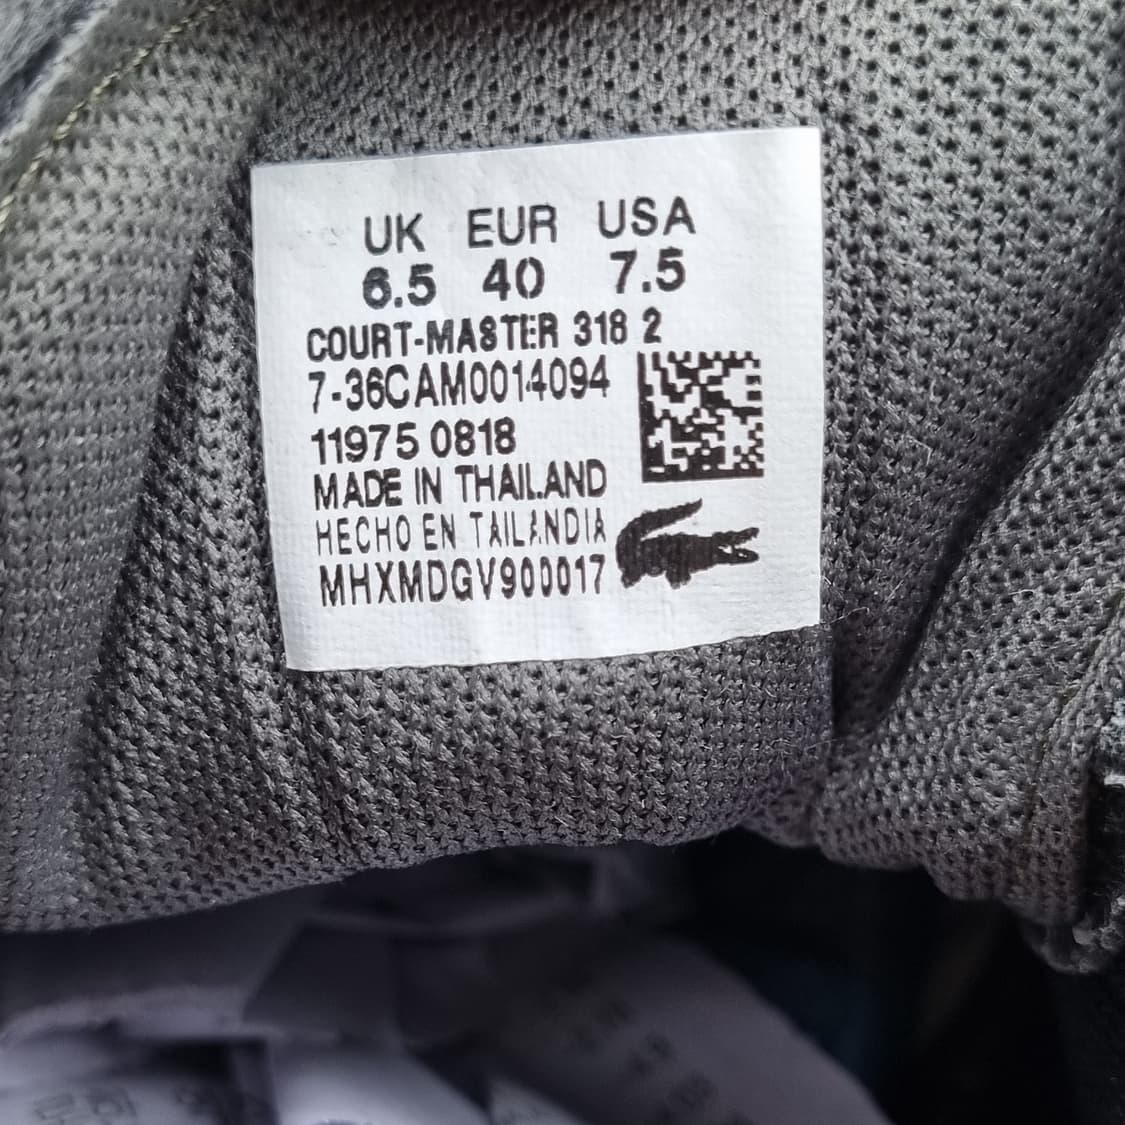 UK EUR USA
6.5 40 7.5
COURT-MASTER 318 2
7-36CAM0014094
11975 0818
MADE IN THAILAND
HECHO EN TAILANDIA
MHXMDGV900017